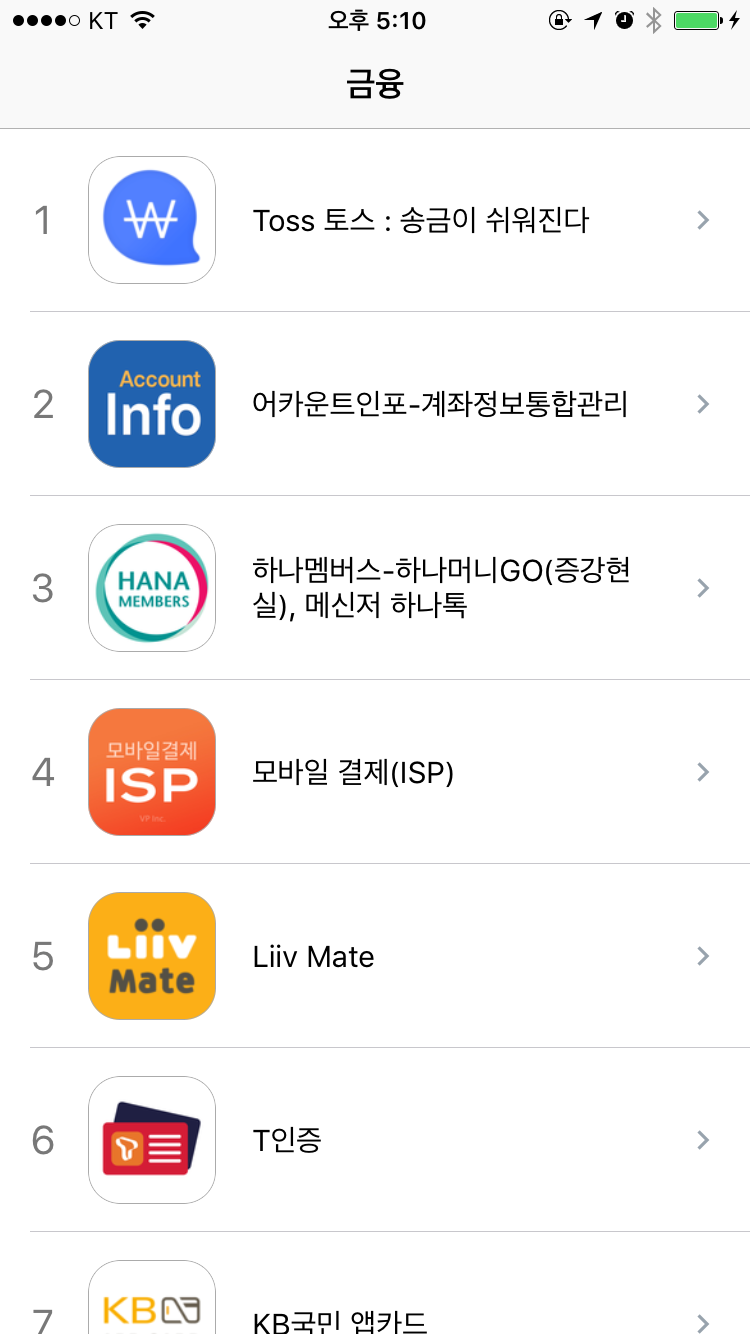 KT 오후 5:10
금융
1 Toss 토스 : 송금이 쉬워진다
2 Account
Info 어카운트인포-계좌정보통합관리
3 HANA
MEMBERS 하나멤버스-하나머니GO(증강현
실), 메신저 하나톡
4 모바일결제
ISP
VP Inc. 모바일 결제(ISP)
5 Liiv
Mate Liiv Mate
6 T인증
7 KB KB국민 앱카드